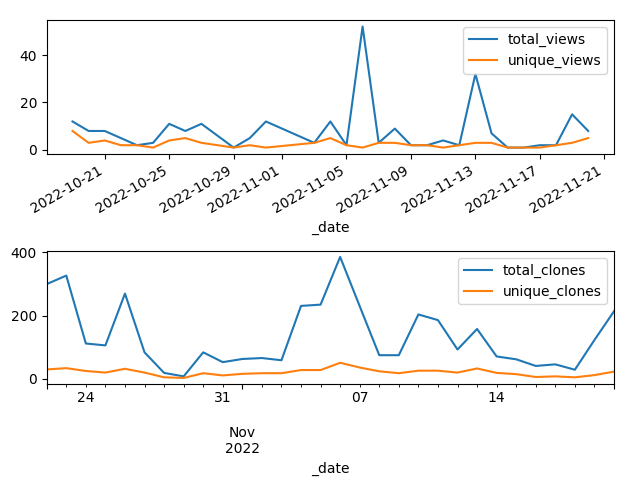 40
20
0
total_views
unique_views
2022-10-21
2022-10-25
2022-10-29
2022-11-01
2022-11-05
2022-11-09
2022-11-13
2022-11-17
2022-11-21
_date
400
200
0
total_clones
unique_clones
24
31
07
14
Nov
2022
_date